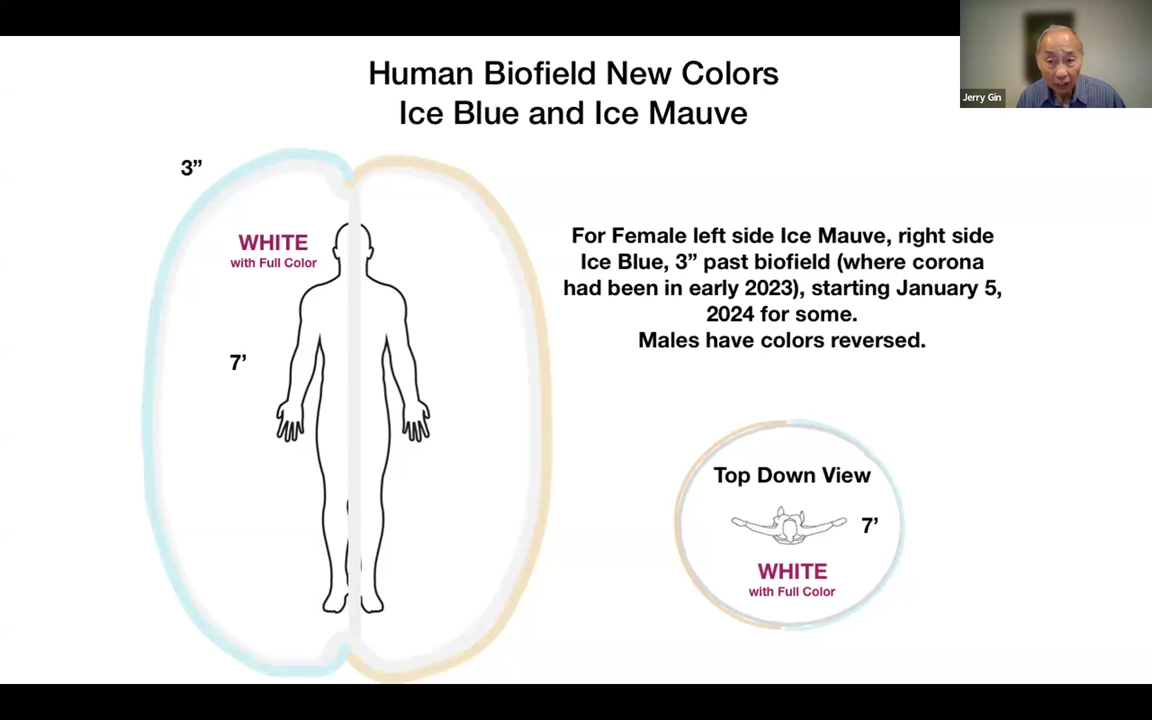 Human Biofield New Colors
Ice Blue and Ice Mauve
Jerry Gin
3”
WHITE
with Full Color
7’
For Female left side Ice Mauve, right side
Ice Blue, 3” past biofield (where corona
had been in early 2023), starting January 5,
2024 for some.
Males have colors reversed.
Top Down View
7’
WHITE
with Full Color